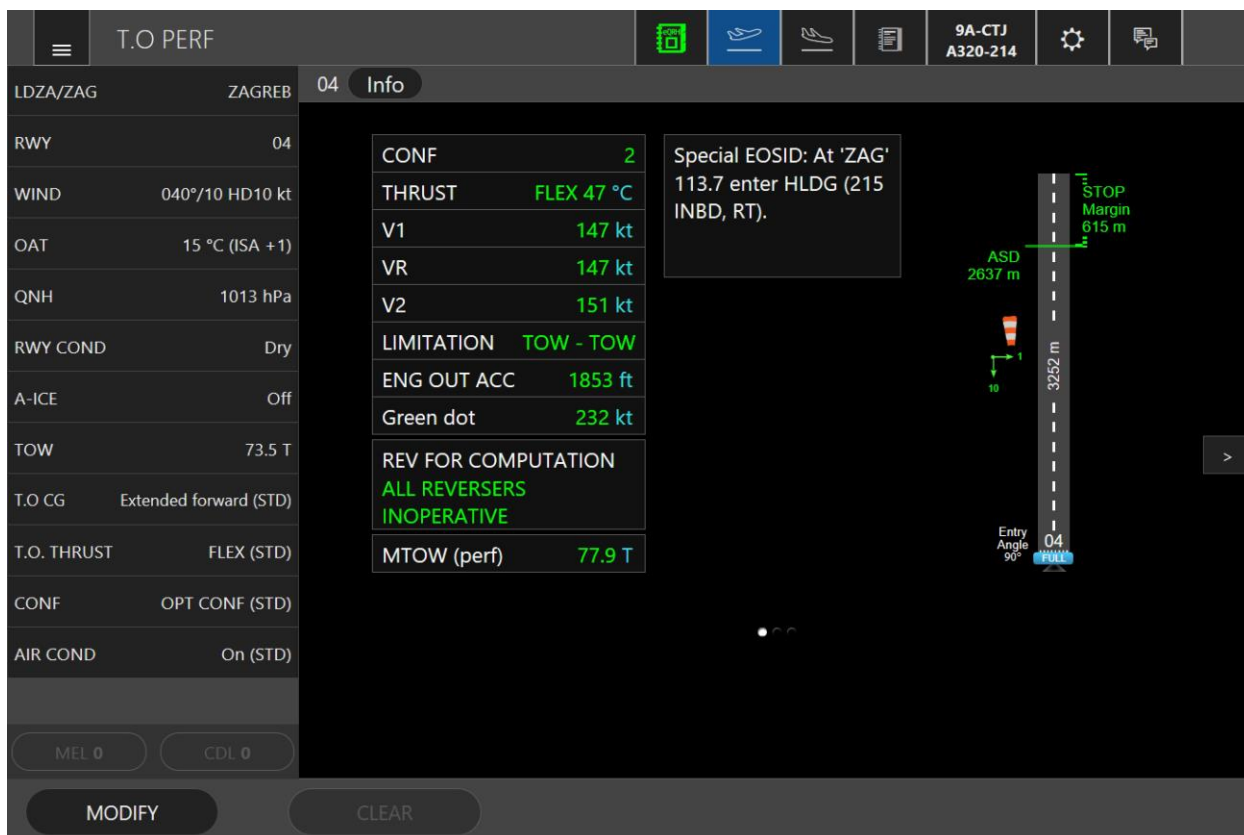 T.O PERF
eQRH
9A-CTJ
A320-214
LDZA/ZAG ZAGREB
RWY 04
WIND 040°/10 HD10 kt
OAT 15 °C (ISA +1)
QNH 1013 hPa
RWY COND Dry
A-ICE Off
TOW 73.5 T
T.O CG Extended forward (STD)
T.O. THRUST FLEX (STD)
CONF OPT CONF (STD)
AIR COND On (STD)
MEL 0 CDL 0
MODIFY CLEAR
04 Info
CONF 2
THRUST FLEX 47 °C
V1 147 kt
VR 147 kt
V2 151 kt
LIMITATION TOW - TOW
ENG OUT ACC 1853 ft
Green dot 232 kt
REV FOR COMPUTATION
ALL REVERSERS
INOPERATIVE
MTOW (perf) 77.9 T
Special EOSID: At 'ZAG'
113.7 enter HLDG (215
INBD, RT).
STOP
Margin
615 m
ASD
2637 m
1
10
3252 m
Entry
Angle
90°
04
FULL
>